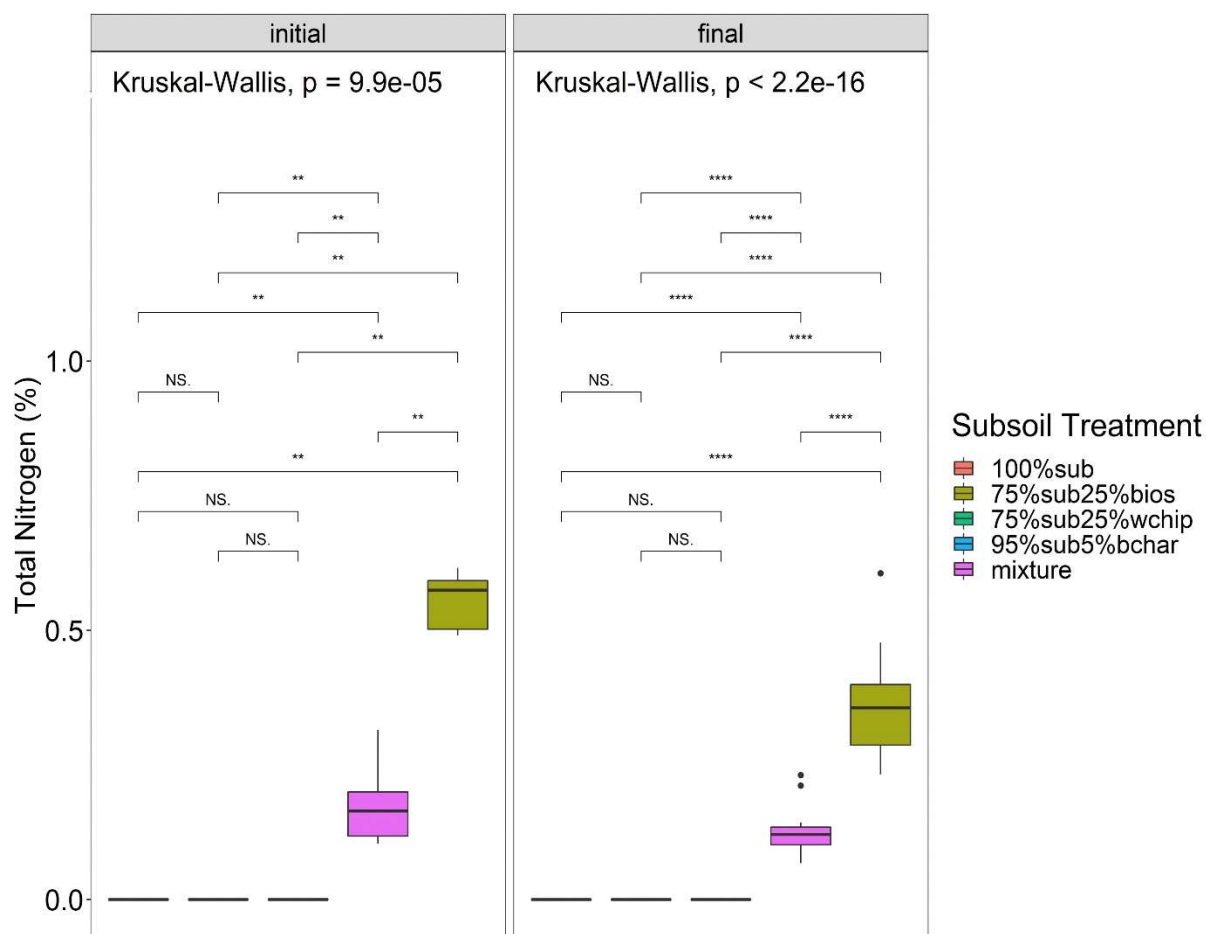 initial
final
Kruskal-Wallis, p = 9.9e-05
Kruskal-Wallis, p < 2.2e-16
**
****
**
****
**
****
**
****
**
****
NS.
NS.
**
****
**
****
NS.
NS.
NS.
NS.
Total Nitrogen (%)
1.0
0.5
0.0
Subsoil Treatment
100%sub
75%sub25%bios
75%sub25%wchip
95%sub5%bchar
mixture